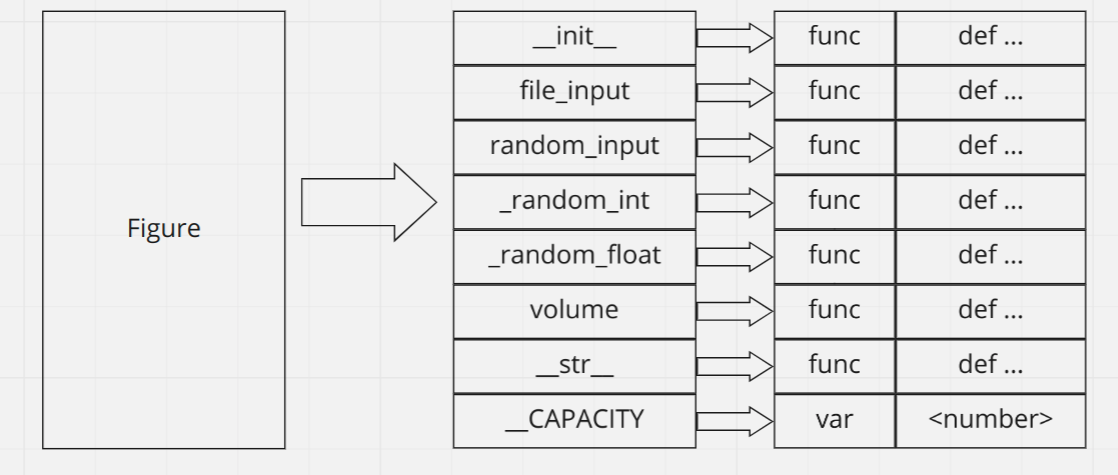 Figure
__init__ func def ...
file_input func def ...
random_input func def ...
_random_int func def ...
_random_float func def ...
volume func def ...
__str__ func def ...
__CAPACITY var <number>